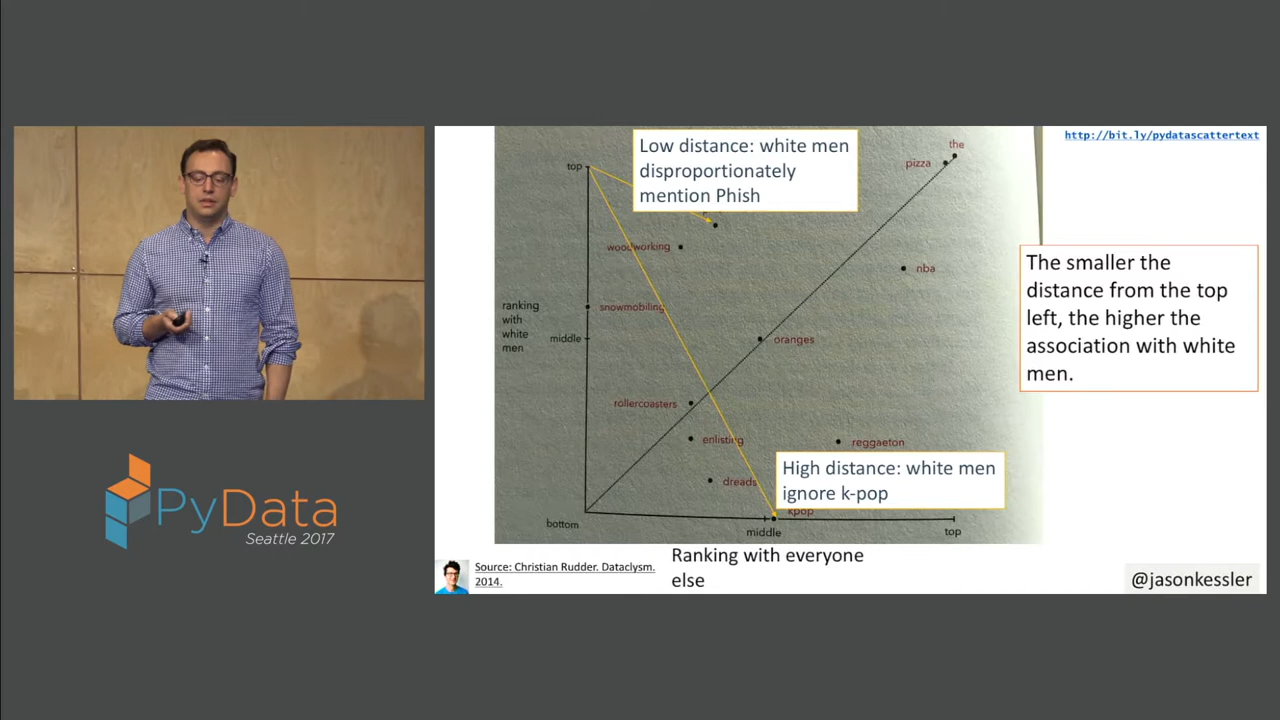 http://bit.ly/pydatascattertext
Low distance: white men
disproportionately
mention Phish
the
pizza
top
woodworking
nba
The smaller the
distance from the top
left, the higher the
association with white
men.
ranking
with
white
men
snowmobiling
middle
oranges
rollercoasters
enlisting
reggaeton
dreads
High distance: white men
ignore k-pop
kpop
bottom
middle
top
Ranking with everyone
else
Source: Christian Rudder. Dataclysm.
2014.
@jasonkessler
PyData
Seattle 2017